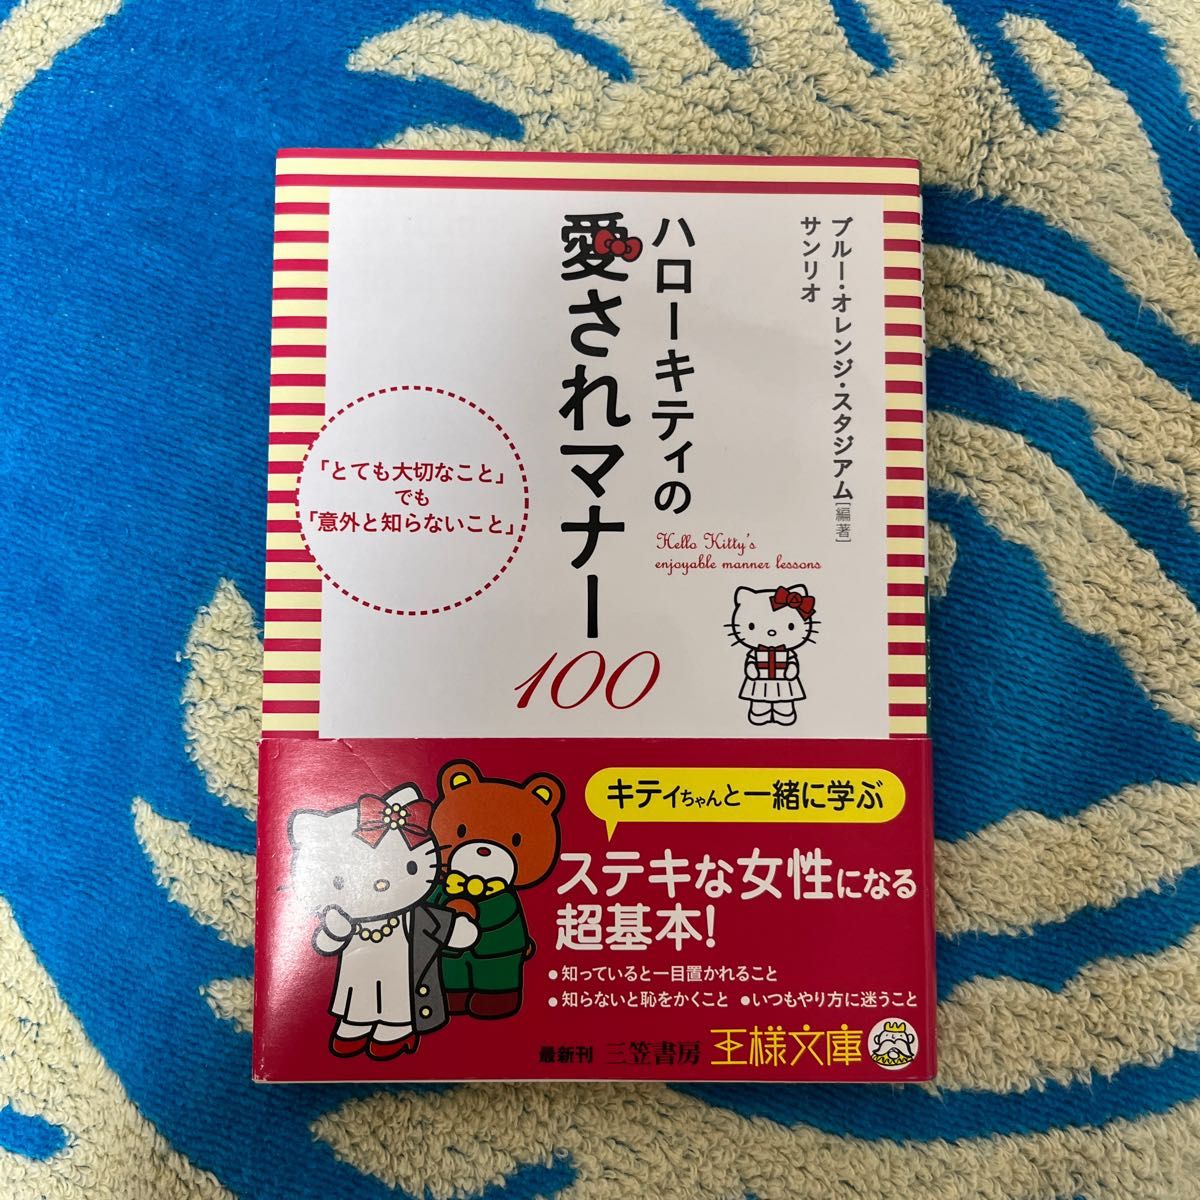 ブルー・オレンジ・スタジアム[編著]
サンリオ
ハローキティの
愛されマナー
100
Hello Kitty's
enjoyable manner lessons
「とても大切なこと」
でも
「意外と知らないこと」
キティちゃんと一緒に学ぶ
ステキな女性になる
超基本!
●知っていると一目置かれること
●知らないと恥をかくこと ●いつもやり方に迷うこと
最新刊 三笠書房 王様文庫